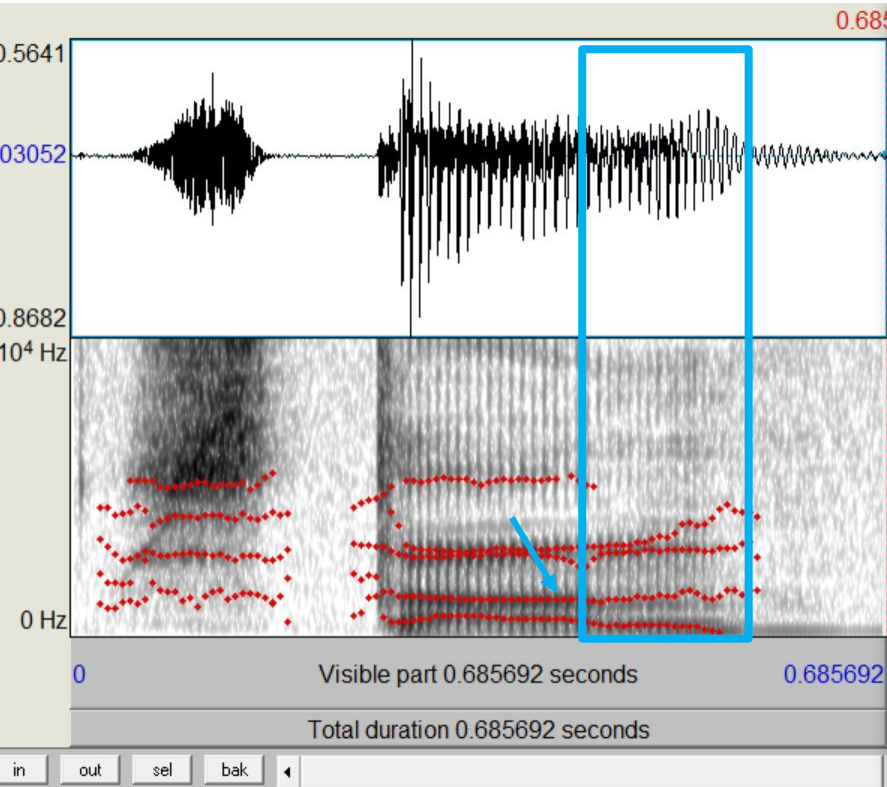 0.685
0.5641
03052
0.8682
10⁴ Hz
0 Hz
0 Visible part 0.685692 seconds 0.685692
Total duration 0.685692 seconds
in out sel bak